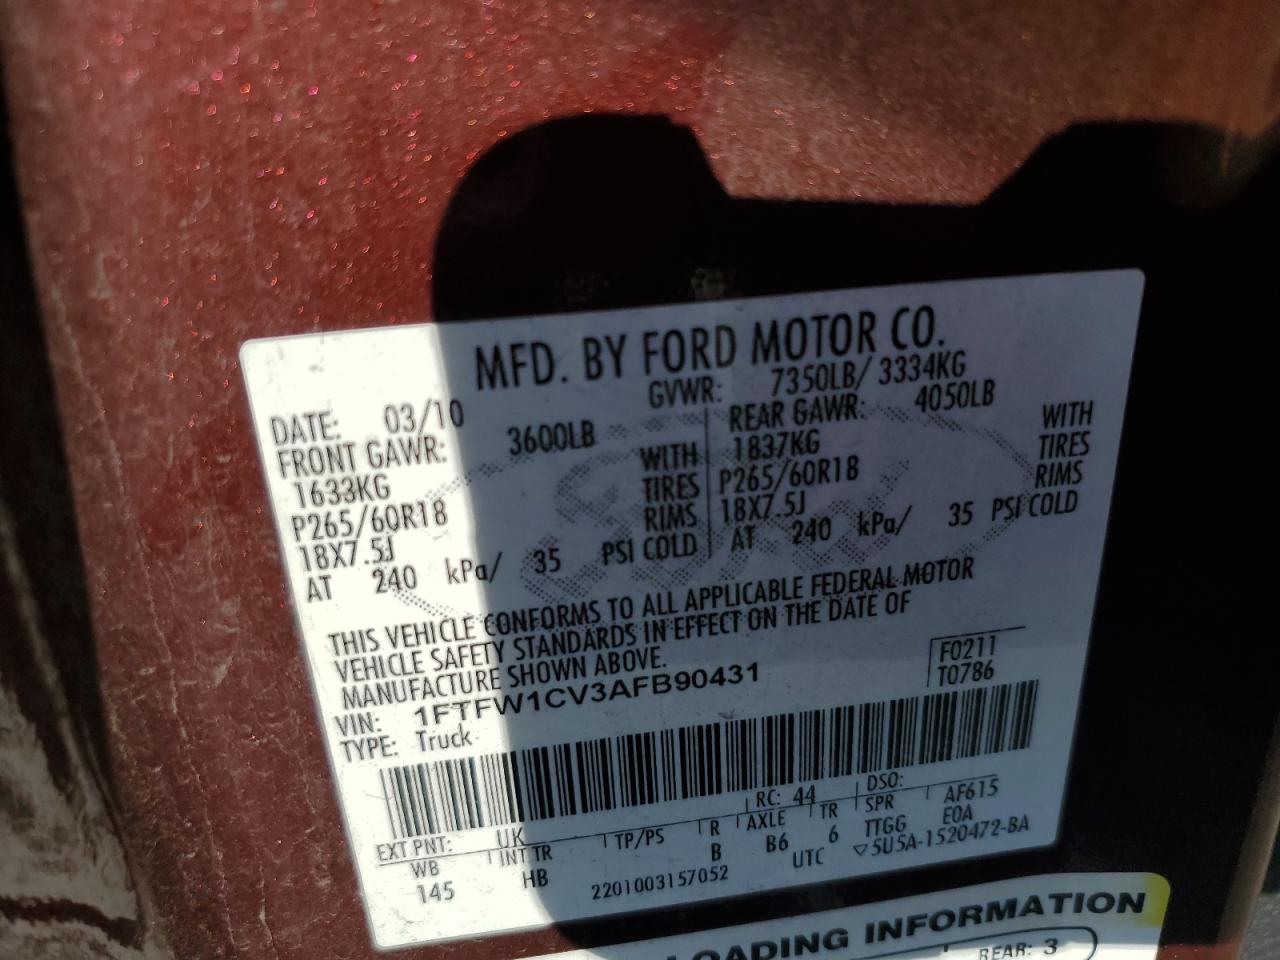 MFD. BY FORD MOTOR CO.
DATE: 03/10 GVWR: 7350LB/ 3334KG
FRONT GAWR: 3600LB REAR GAWR: 4050LB
1633KG WITH 1837KG WITH
P265/60R18 TIRES P265/60R18 TIRES
18X7.5J RIMS 18X7.5J RIMS
AT 240 kPa/ 35 PSI COLD AT 240 kPa/ 35 PSI COLD
THIS VEHICLE CONFORMS TO ALL APPLICABLE FEDERAL MOTOR
VEHICLE SAFETY STANDARDS IN EFFECT ON THE DATE OF
MANUFACTURE SHOWN ABOVE.
VIN: 1FTFW1CV3AFB90431 F0211
TYPE: Truck T0786
EXT PNT: UK RC: 44 DSO: AF615
WB INT TR TP/PS R AXLE TR SPR E0A
145 HB B B6 6 TTGG
2201003157052 UTC ▽5U5A-1520472-BA
LOADING INFORMATION
REAR: 3